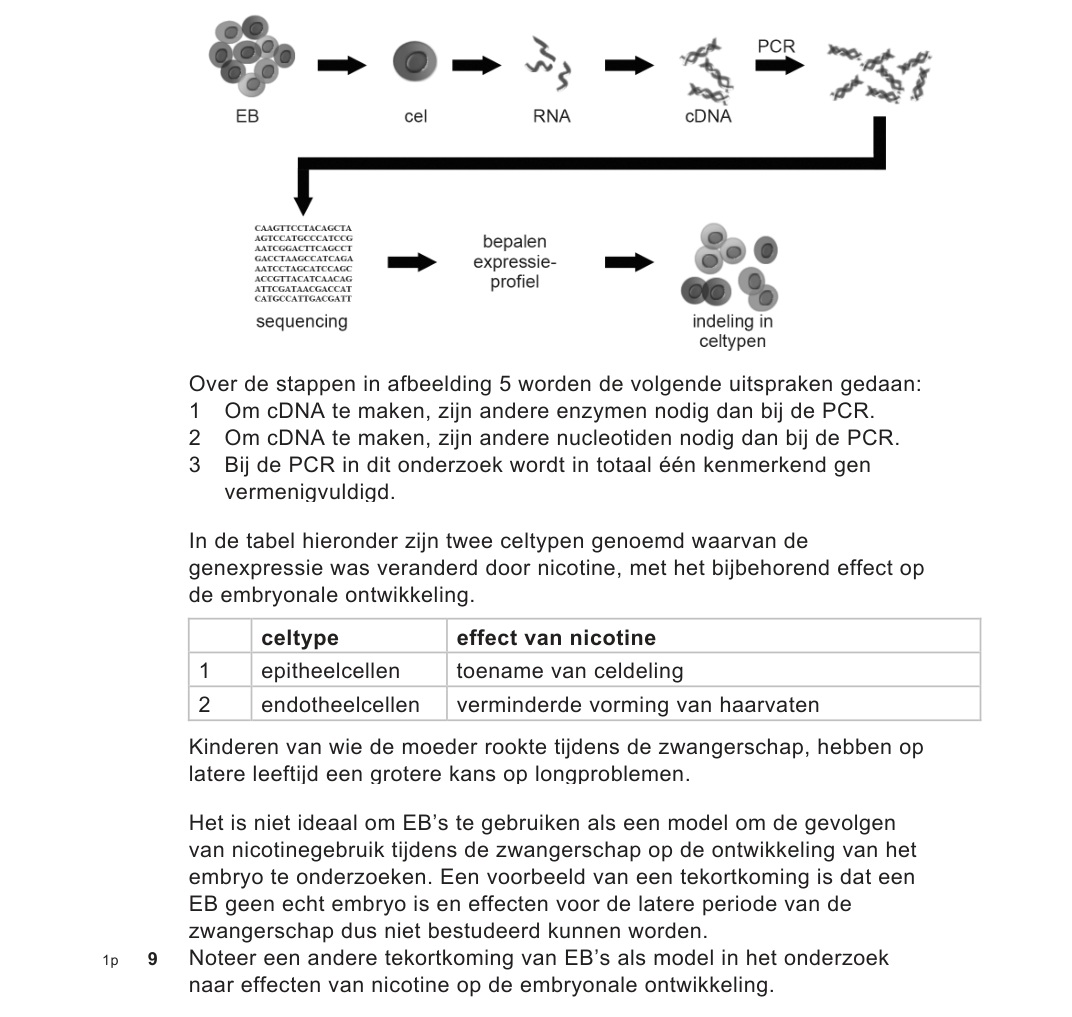 PCR
EB
cel
RNA
cDNA
CAAGTTCCTACAGCTA
AGTCCATGCCCATCCG
AATCGGACTTCAGCCT
GACCTAAGCCATCAGA
AATCCTAGCATCCAGC
ACCGTTACATCAACAG
ATTCGATAACGACCAT
CATGCCATTGACGATT
sequencing
bepalen
expressie-
profiel
indeling in
celtypen
Over de stappen in afbeelding 5 worden de volgende uitspraken gedaan:
1 Om cDNA te maken, zijn andere enzymen nodig dan bij de PCR.
2 Om cDNA te maken, zijn andere nucleotiden nodig dan bij de PCR.
3 Bij de PCR in dit onderzoek wordt in totaal één kenmerkend gen
vermenigvuldigd.
In de tabel hieronder zijn twee celtypen genoemd waarvan de
genexpressie was veranderd door nicotine, met het bijbehorend effect op
de embryonale ontwikkeling.
celtype effect van nicotine
1 epitheelcellen toename van celdeling
2 endotheelcellen verminderde vorming van haarvaten
Kinderen van wie de moeder rookte tijdens de zwangerschap, hebben op
latere leeftijd een grotere kans op longproblemen.
Het is niet ideaal om EB's te gebruiken als een model om de gevolgen
van nicotinegebruik tijdens de zwangerschap op de ontwikkeling van het
embryo te onderzoeken. Een voorbeeld van een tekortkoming is dat een
EB geen echt embryo is en effecten voor de latere periode van de
zwangerschap dus niet bestudeerd kunnen worden.
1p 9 Noteer een andere tekortkoming van EB's als model in het onderzoek
naar effecten van nicotine op de embryonale ontwikkeling.